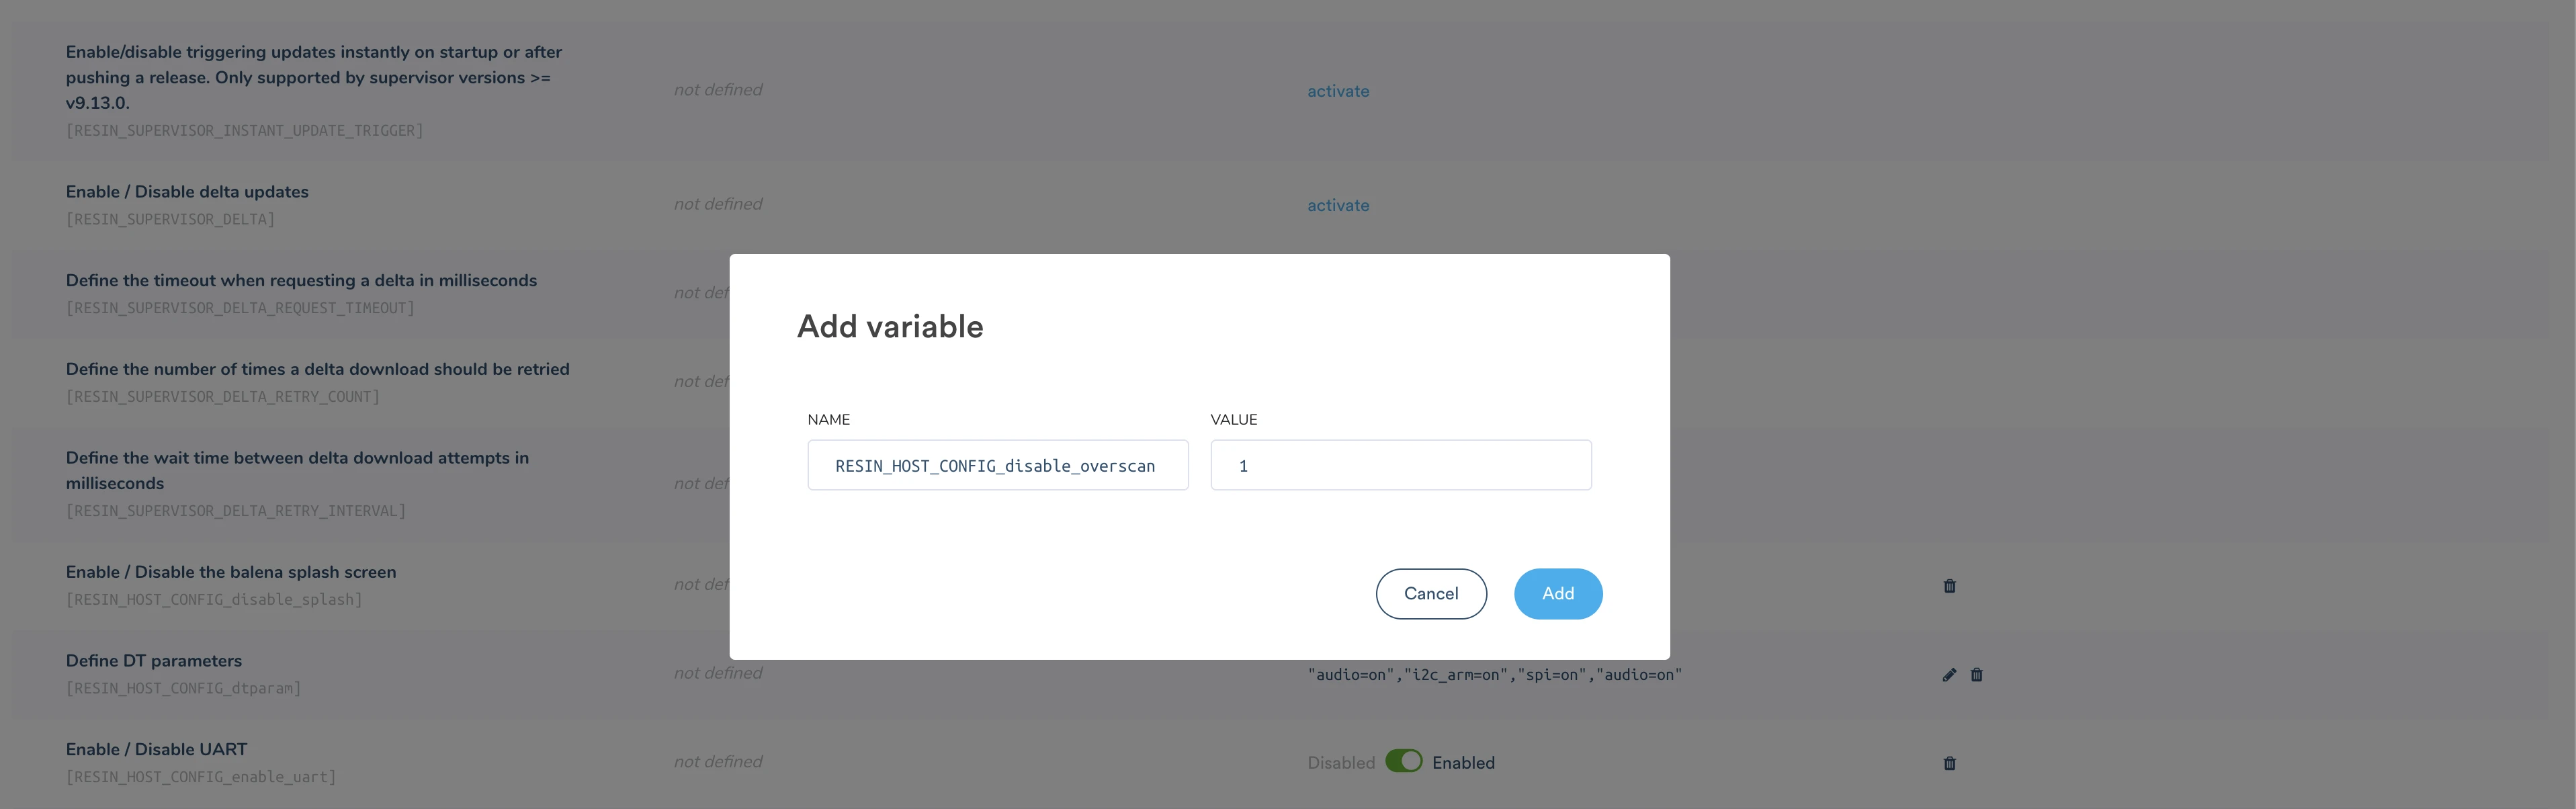 Enable/disable triggering updates instantly on startup or after
pushing a release. Only supported by supervisor versions >=
v9.13.0.
[RESIN_SUPERVISOR_INSTANT_UPDATE_TRIGGER]
not defined
activate
Enable / Disable delta updates
[RESIN_SUPERVISOR_DELTA]
not defined
activate
Define the timeout when requesting a delta in milliseconds
[RESIN_SUPERVISOR_DELTA_REQUEST_TIMEOUT]
not def
Define the number of times a delta download should be retried
[RESIN_SUPERVISOR_DELTA_RETRY_COUNT]
not def
Define the wait time between delta download attempts in
milliseconds
[RESIN_SUPERVISOR_DELTA_RETRY_INTERVAL]
not def
Enable / Disable the balena splash screen
[RESIN_HOST_CONFIG_disable_splash]
not def
Define DT parameters
[RESIN_HOST_CONFIG_dtparam]
not defined
"audio=on","i2c_arm=on","spi=on","audio=on"
Enable / Disable UART
[RESIN_HOST_CONFIG_enable_uart]
not defined
Disabled Enabled
Add variable
NAME
VALUE
RESIN_HOST_CONFIG_disable_overscan
1
Cancel
Add